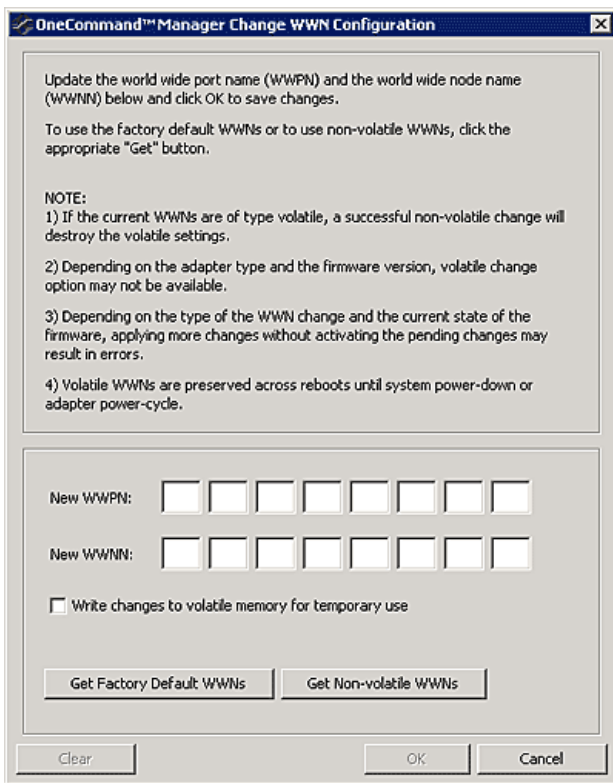 OneCommand™ Manager Change WWN Configuration
Update the world wide port name (WWPN) and the world wide node name
(WWNN) below and click OK to save changes.
To use the factory default WWNs or to use non-volatile WWNs, click the
appropriate "Get" button.
NOTE:
1) If the current WWNs are of type volatile, a successful non-volatile change will
destroy the volatile settings.
2) Depending on the adapter type and the firmware version, volatile change
option may not be available.
3) Depending on the type of the WWN change and the current state of the
firmware, applying more changes without activating the pending changes may
result in errors.
4) Volatile WWNs are preserved across reboots until system power-down or
adapter power-cycle.
New WWPN:
New WWNN:
Write changes to volatile memory for temporary use
Get Factory Default WWNs
Get Non-volatile WWNs
Clear
OK
Cancel